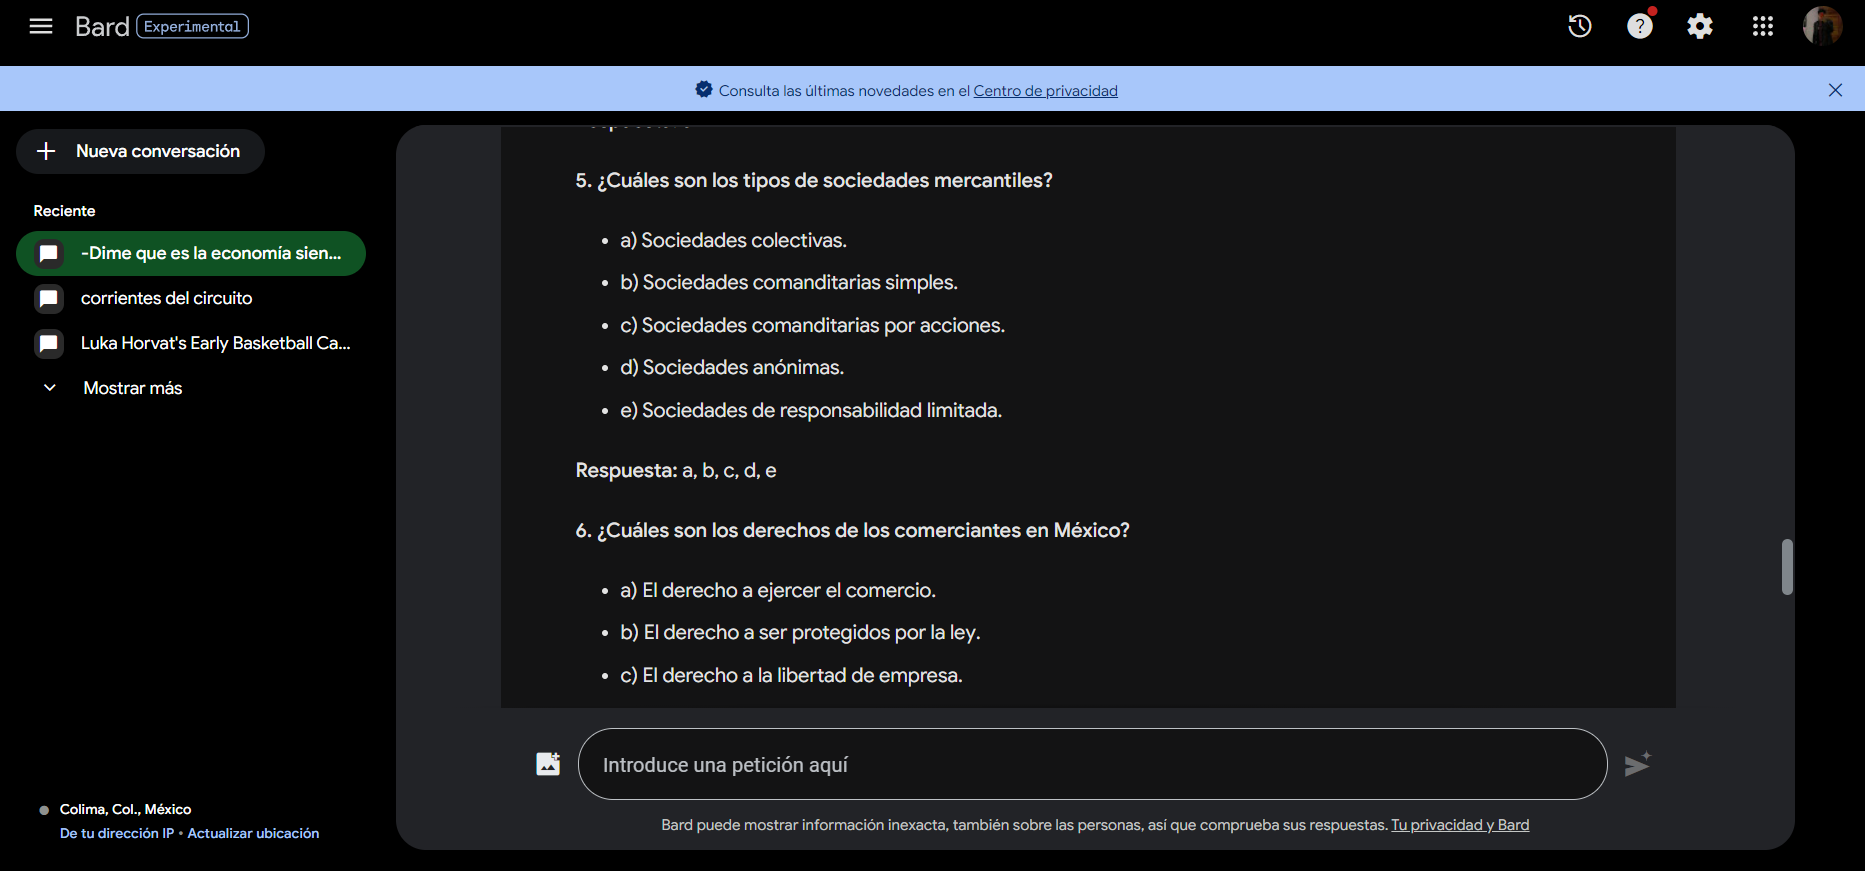 Bard Experimental
Consulta las últimas novedades en el Centro de privacidad
Nueva conversación
Reciente
-Dime que es la economía sien...
corrientes del circuito
Luka Horvat's Early Basketball Ca...
Mostrar más
Colima, Col., México
De tu dirección IP • Actualizar ubicación
5. ¿Cuáles son los tipos de sociedades mercantiles?
• a) Sociedades colectivas.
• b) Sociedades comanditarias simples.
• c) Sociedades comanditarias por acciones.
• d) Sociedades anónimas.
• e) Sociedades de responsabilidad limitada.
Respuesta: a, b, c, d, e
6. ¿Cuáles son los derechos de los comerciantes en México?
• a) El derecho a ejercer el comercio.
• b) El derecho a ser protegidos por la ley.
• c) El derecho a la libertad de empresa.
Introduce una petición aquí
Bard puede mostrar información inexacta, también sobre las personas, así que comprueba sus respuestas. Tu privacidad y Bard